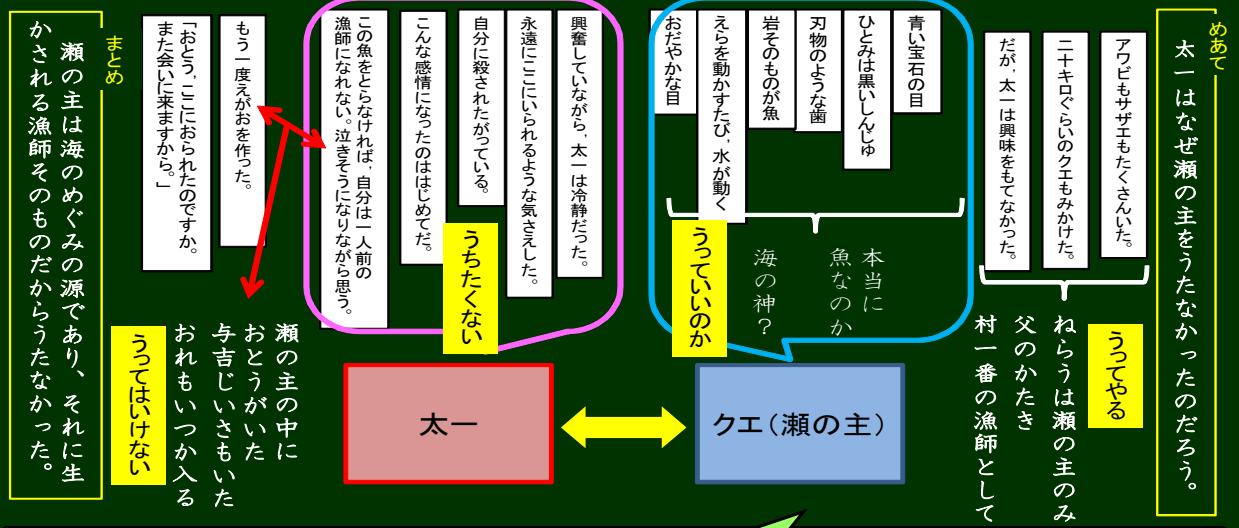 めあて
太一はなぜ瀬の主をうたなかったのだろう。
アワビもサザエもたくさんいた。
二十キロぐらいのクエもみかけた。
だが、太一は興味をもてなかった。
うってやる
ねらうは瀬の主のみ
父のかたき
村一番の漁師として
青い宝石の目
ひとみは黒いしんじゅ
刃物のような歯
岩そのものが魚
えらを動かすたび、水が動く
おだやかな目
本当に
魚なのか
海の神？
うっていいのか
クエ（瀬の主）
興奮していながら、太一は冷静だった。
永遠にここにいられるような気さえした。
自分に殺されたがっている。
こんな感情になったのははじめてだ。
この魚をとらなければ、自分は一人前の
漁師になれない。泣きそうになりながら思う。
うちたくない
太一
もう一度えがおを作った。
「おとう、ここにおられたのですか。
また会いに来ますから。」
瀬の主の中に
おとうがいた
与吉じいさもいた
おれもいつか入る
うってはいけない
まとめ
瀬の主は海のめぐみの源であり、それに生
かされる漁師そのものだからうたなかった。